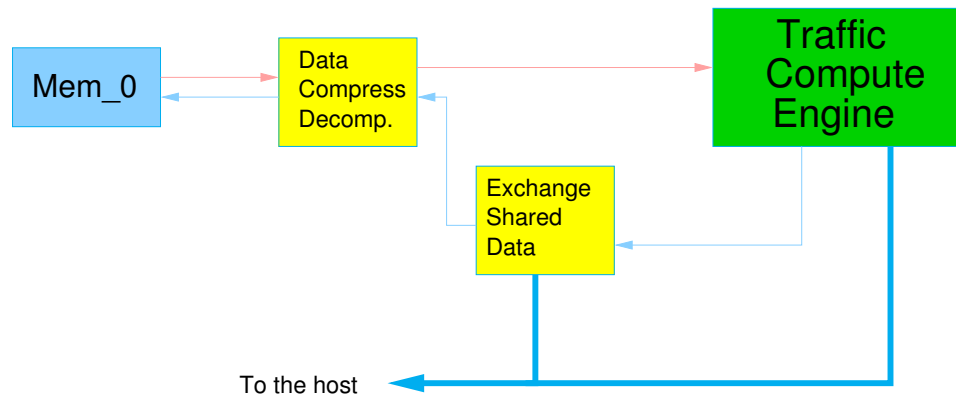 Mem_0
Data
Compress
Decomp.
Traffic
Compute
Engine
Exchange
Shared
Data
To the host